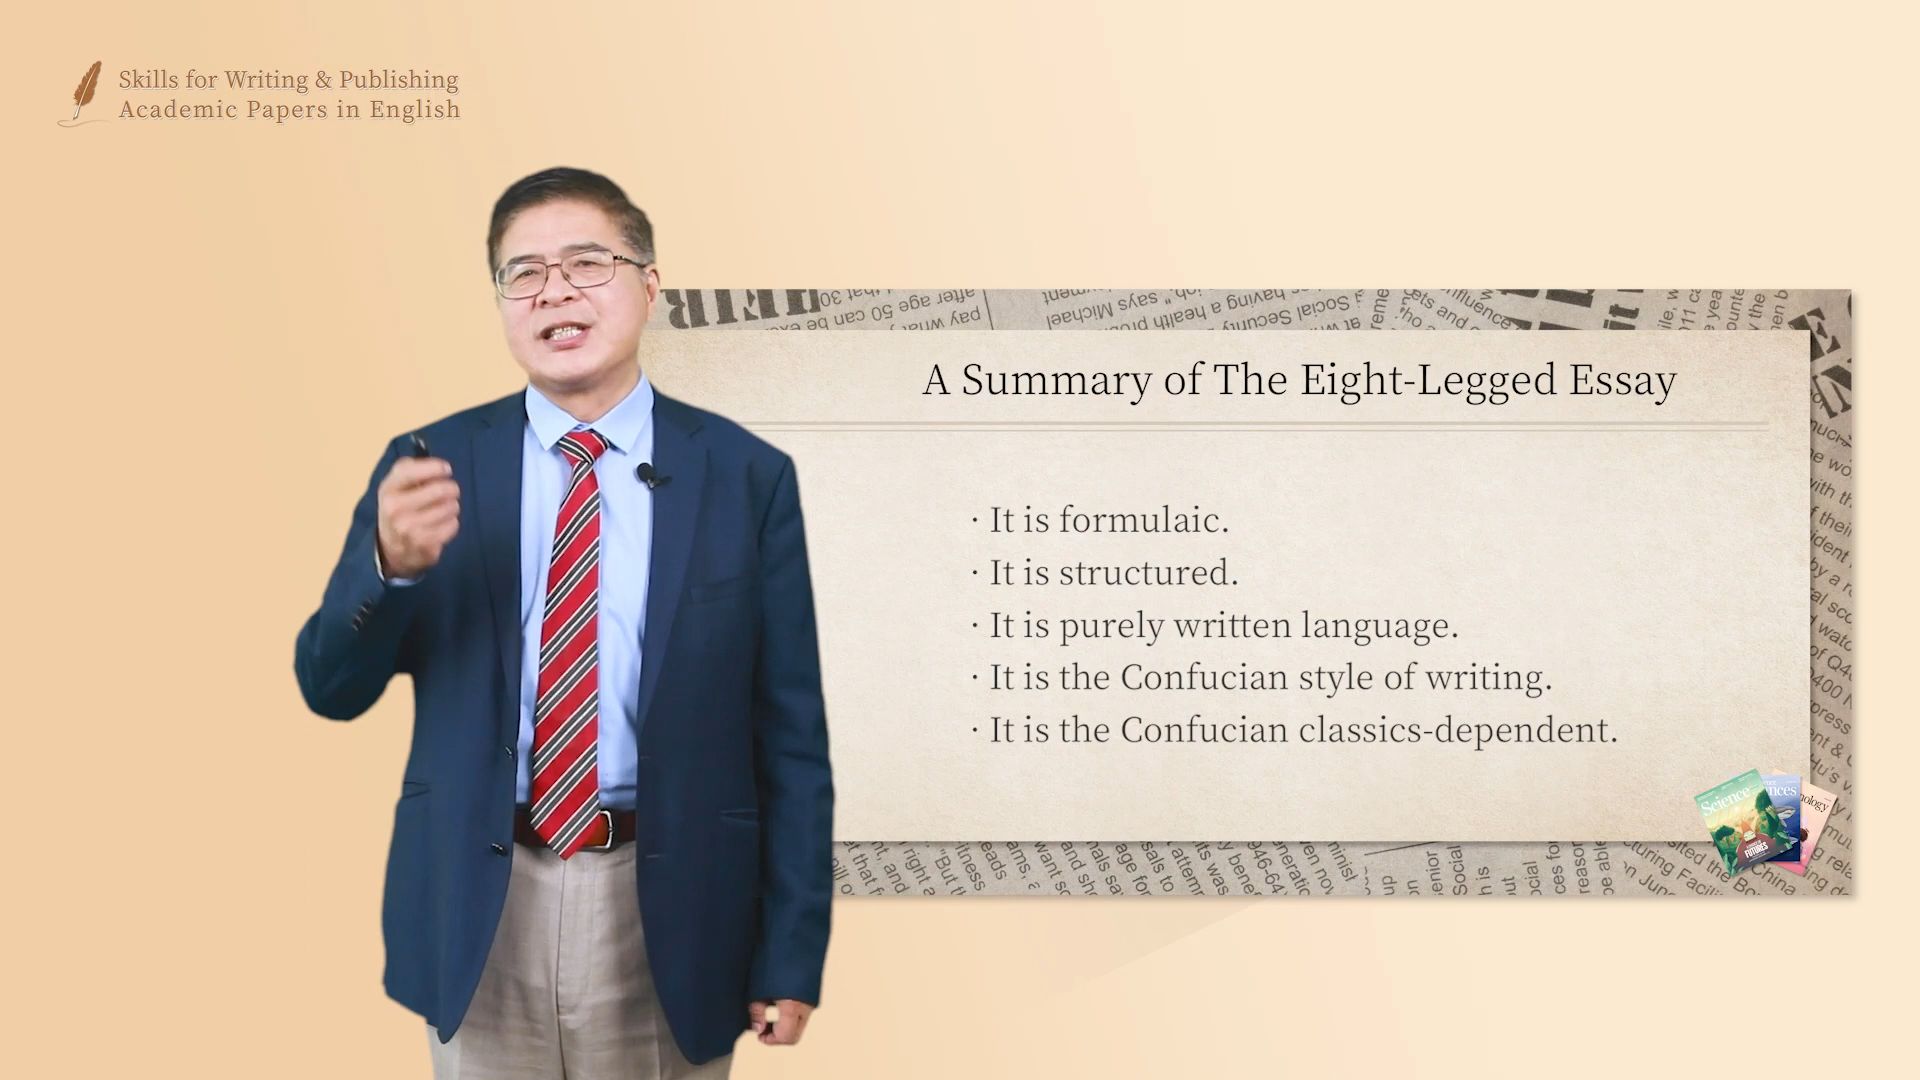 Skills for Writing & Publishing
Academic Papers in English
A Summary of The Eight-Legged Essay
· It is formulaic.
· It is structured.
· It is purely written language.
· It is the Confucian style of writing.
· It is the Confucian classics-dependent.
Science
FUTURES